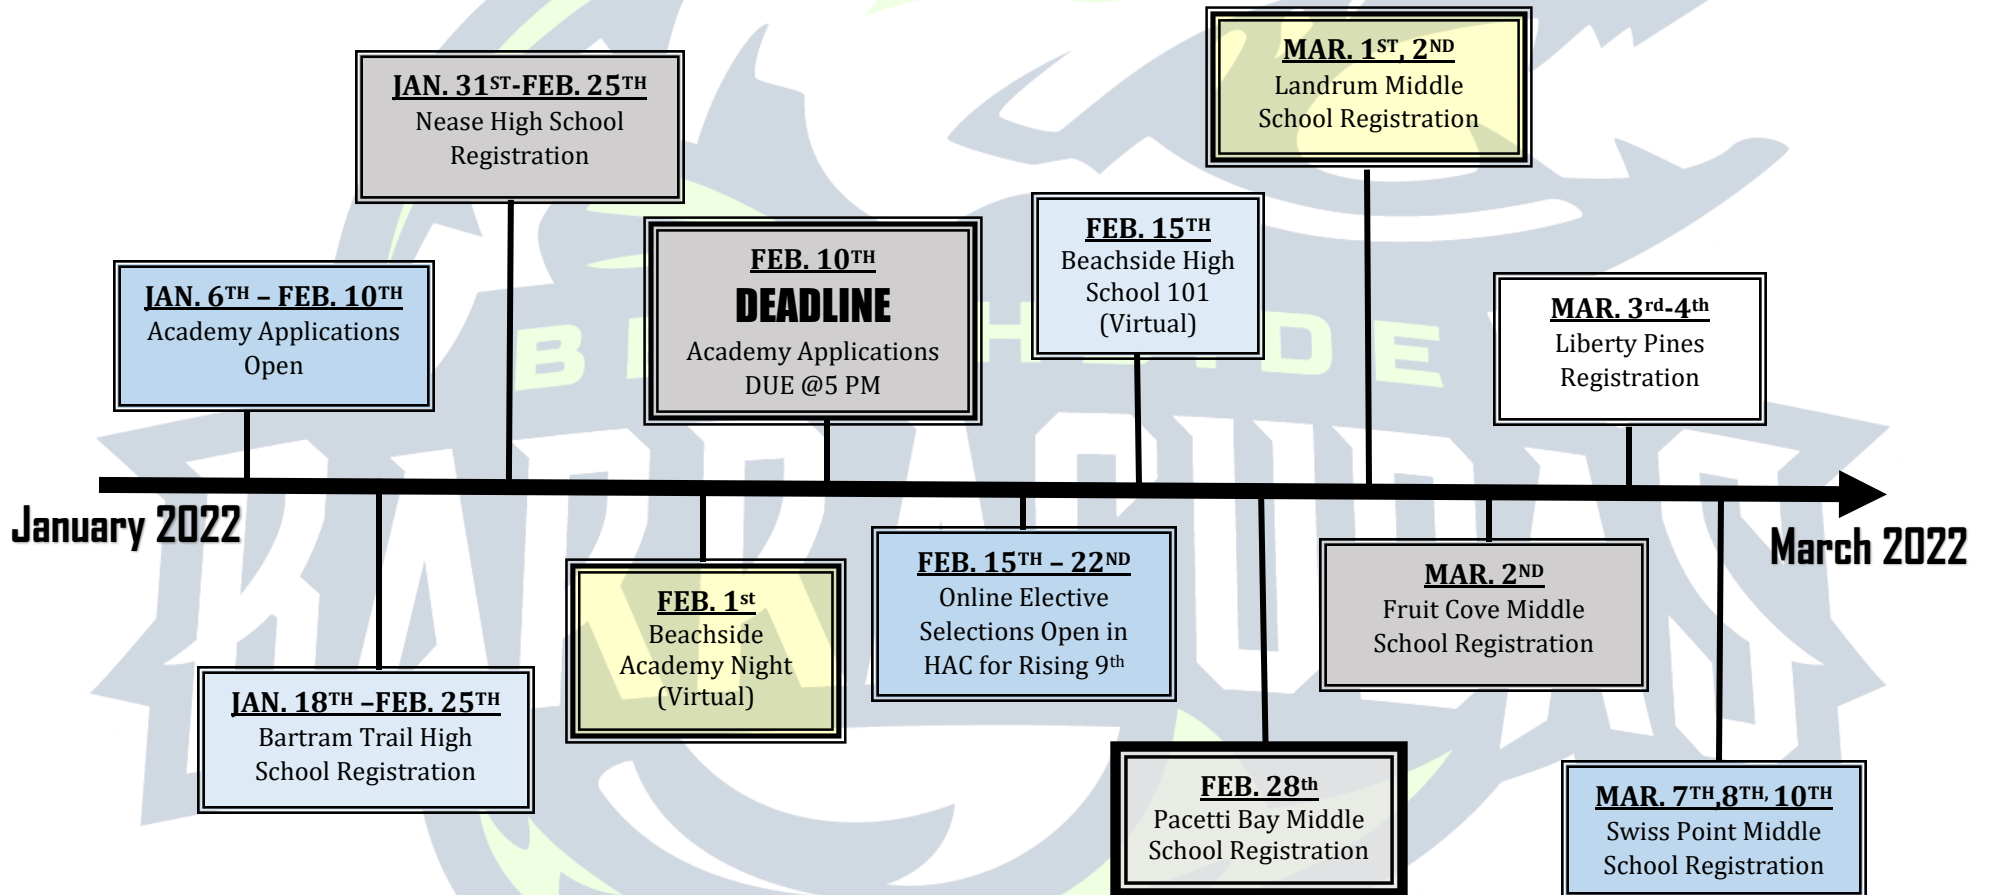 JAN. 6TH – FEB. 10TH
Academy Applications
Open
JAN. 18TH –FEB. 25TH
Bartram Trail High
School Registration
JAN. 31ST-FEB. 25TH
Nease High School
Registration
FEB. 1st
Beachside
Academy Night
(Virtual)
FEB. 10TH
DEADLINE
Academy Applications
DUE @5 PM
FEB. 15TH – 22ND
Online Elective
Selections Open in
HAC for Rising 9th
FEB. 15TH
Beachside High
School 101
(Virtual)
FEB. 28th
Pacetti Bay Middle
School Registration
MAR. 1ST, 2ND
Landrum Middle
School Registration
MAR. 2ND
Fruit Cove Middle
School Registration
MAR. 3rd-4th
Liberty Pines
Registration
MAR. 7TH,8TH, 10TH
Swiss Point Middle
School Registration
January 2022
March 2022
BARRACUDAS